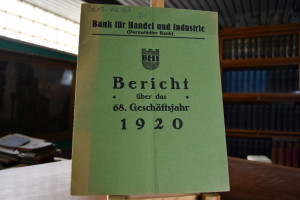 Bank für Handel und Industrie
(Darmstädter Bank)
Bericht
über das
68. Geschäftsjahr
1920